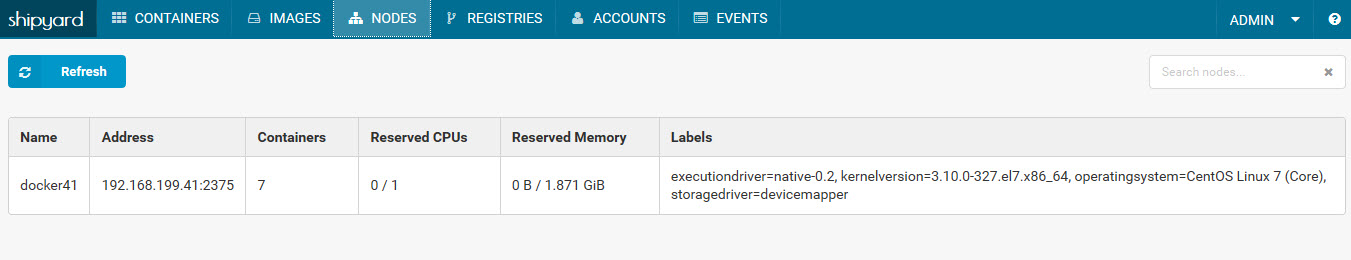 shipyard CONTAINERS IMAGES NODES REGISTRIES ACCOUNTS EVENTS ADMIN
Refresh Search nodes...
Name Address Containers Reserved CPUs Reserved Memory Labels
docker41 192.168.199.41:2375 7 0 / 1 0 B / 1.871 GiB executiondriver=native-0.2, kernelversion=3.10.0-327.el7.x86_64, operatingsystem=CentOS Linux 7 (Core),
storagedriver=devicemapper